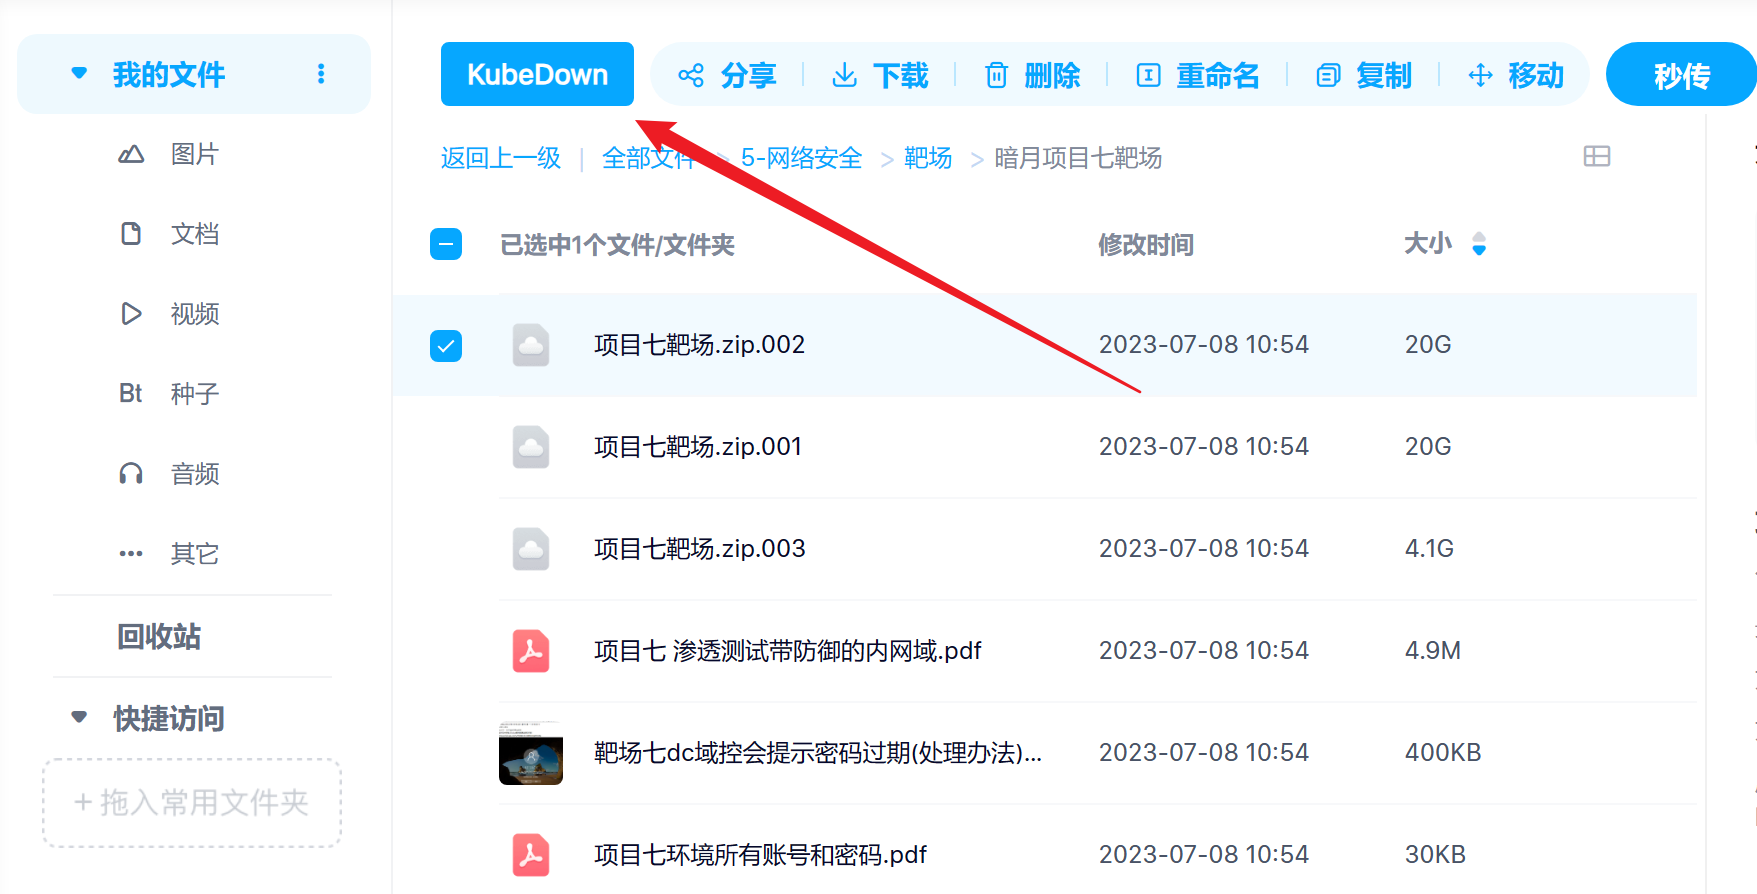 我的文件
图片
文档
视频
Bt 种子
音频
其它
回收站
快捷访问
+ 拖入常用文件夹
KubeDown 分享 下载 删除 重命名 复制 移动 秒传
返回上一级 | 全部文件 > 5-网络安全 > 靶场 > 暗月项目七靶场
已选中1个文件/文件夹 修改时间 大小
项目七靶场.zip.002 2023-07-08 10:54 20G
项目七靶场.zip.001 2023-07-08 10:54 20G
项目七靶场.zip.003 2023-07-08 10:54 4.1G
项目七 渗透测试带防御的内网域.pdf 2023-07-08 10:54 4.9M
靶场七dc域控会提示密码过期(处理办法)... 2023-07-08 10:54 400KB
项目七环境所有账号和密码.pdf 2023-07-08 10:54 30KB